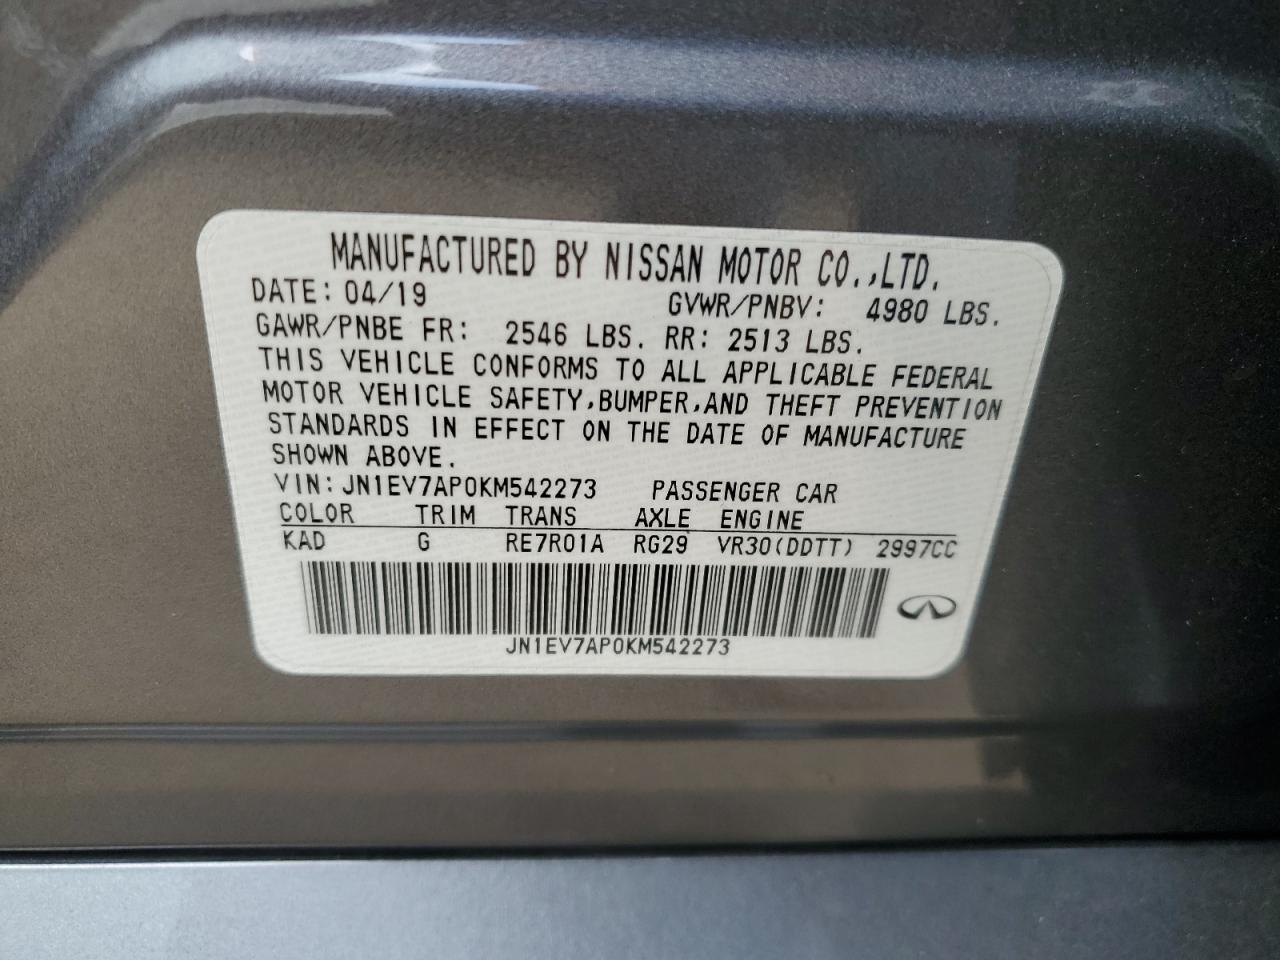 MANUFACTURED BY NISSAN MOTOR CO.,LTD.
DATE: 04/19 GVWR/PNBV: 4980 LBS.
GAWR/PNBE FR: 2546 LBS. RR: 2513 LBS.
THIS VEHICLE CONFORMS TO ALL APPLICABLE FEDERAL
MOTOR VEHICLE SAFETY,BUMPER,AND THEFT PREVENTION
STANDARDS IN EFFECT ON THE DATE OF MANUFACTURE
SHOWN ABOVE.
VIN: JN1EV7AP0KM542273 PASSENGER CAR
COLOR TRIM TRANS AXLE ENGINE
KAD G RE7R01A RG29 VR30(DDTT) 2997CC
JN1EV7AP0KM542273